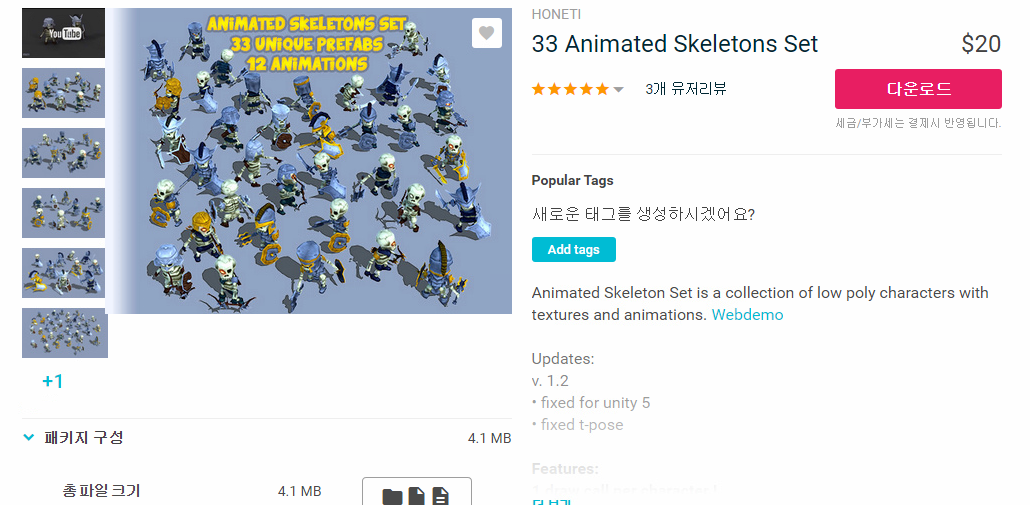 YouTube
ANIMATED SKELETONS SET
33 UNIQUE PREFABS
12 ANIMATIONS
+1
패키지 구성
4.1 MB
총 파일 크기
4.1 MB
HONETI
33 Animated Skeletons Set
$20
3개 유저리뷰
다운로드
세금/부가세는 결제시 반영됩니다.
Popular Tags
새로운 태그를 생성하시겠어요?
Add tags
Animated Skeleton Set is a collection of low poly characters with
textures and animations. Webdemo
Updates:
v. 1.2
• fixed for unity 5
• fixed t-pose
Features: